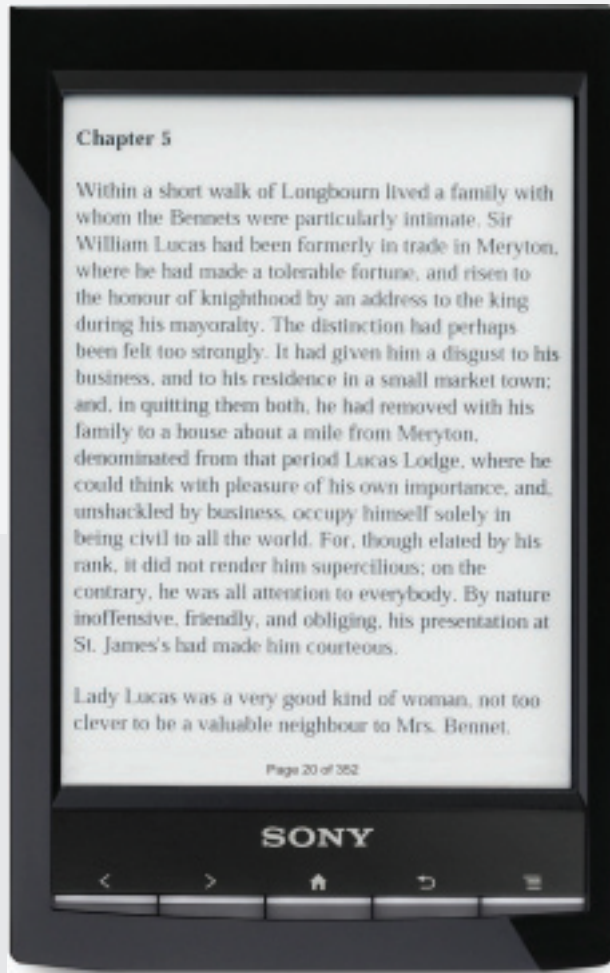 Chapter 5
Within a short walk of Longbourn lived a family with
whom the Bennets were particularly intimate. Sir
William Lucas had been formerly in trade in Meryton,
where he had made a tolerable fortune, and risen to
the honour of knighthood by an address to the king
during his mayoralty. The distinction had perhaps
been felt too strongly. It had given him a disgust to his
business, and to his residence in a small market town;
and, in quitting them both, he had removed with his
family to a house about a mile from Meryton,
denominated from that period Lucas Lodge, where he
could think with pleasure of his own importance, and,
unshackled by business, occupy himself solely in
being civil to all the world. For, though elated by his
rank, it did not render him supercilious; on the
contrary, he was all attention to everybody. By nature
inoffensive, friendly, and obliging, his presentation at
St. James's had made him courteous.
Lady Lucas was a very good kind of woman, not too
clever to be a valuable neighbour to Mrs. Bennet.
Page 20 of 352
SONY